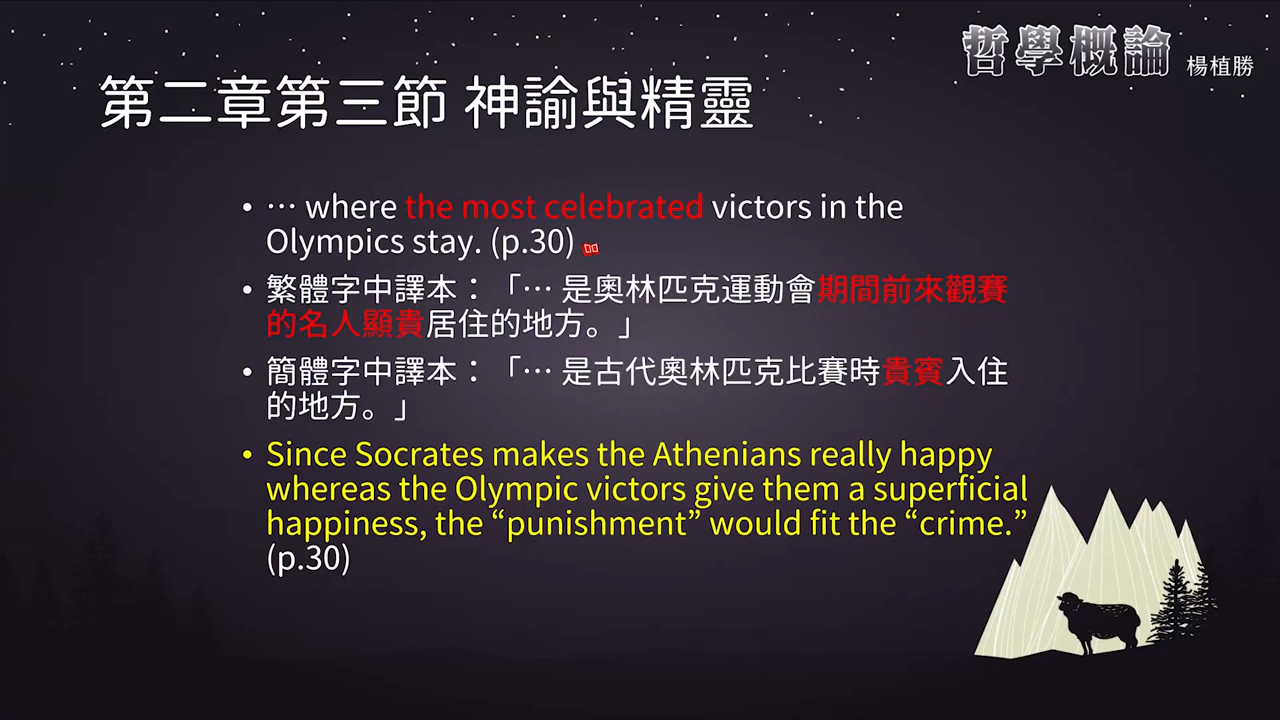 哲學概論 楊植勝
第二章第三節 神諭與精靈
• … where the most celebrated victors in the
Olympics stay. (p.30)
• 繁體字中譯本：「… 是奧林匹克運動會期間前來觀賽
的名人顯貴居住的地方。」
• 簡體字中譯本：「… 是古代奧林匹克比賽時貴賓入住
的地方。」
• Since Socrates makes the Athenians really happy
whereas the Olympic victors give them a superficial
happiness, the “punishment” would fit the “crime.”
(p.30)